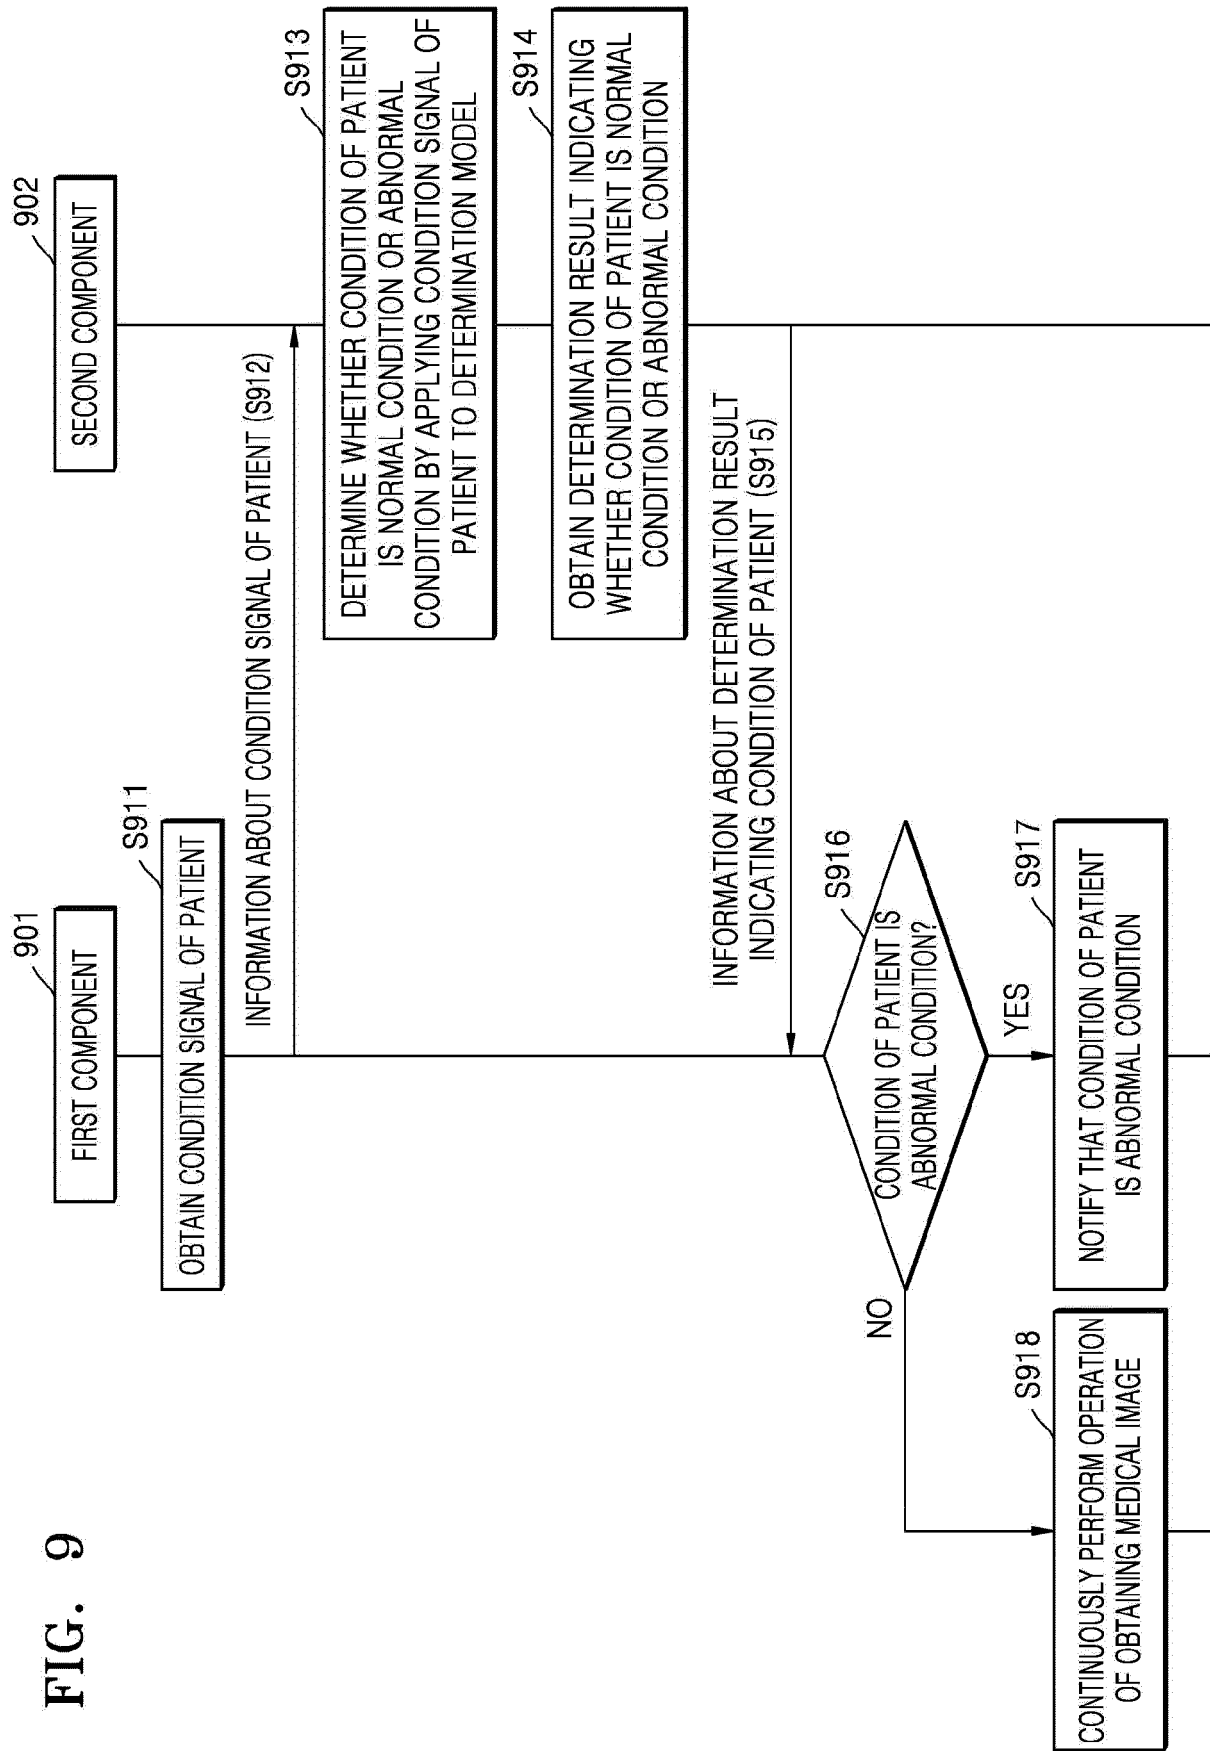 FIG. 9
901
FIRST COMPONENT
902
SECOND COMPONENT
S911
OBTAIN CONDITION SIGNAL OF PATIENT
INFORMATION ABOUT CONDITION SIGNAL OF PATIENT (S912)
S913
DETERMINE WHETHER CONDITION OF PATIENT
IS NORMAL CONDITION OR ABNORMAL
CONDITION BY APPLYING CONDITION SIGNAL OF
PATIENT TO DETERMINATION MODEL
S914
OBTAIN DETERMINATION RESULT INDICATING
WHETHER CONDITION OF PATIENT IS NORMAL
CONDITION OR ABNORMAL CONDITION
INFORMATION ABOUT DETERMINATION RESULT
INDICATING CONDITION OF PATIENT (S915)
S916
CONDITION OF PATIENT IS
ABNORMAL CONDITION?
NO
YES
S918
CONTINUOUSLY PERFORM OPERATION
OF OBTAINING MEDICAL IMAGE
S917
NOTIFY THAT CONDITION OF PATIENT
IS ABNORMAL CONDITION